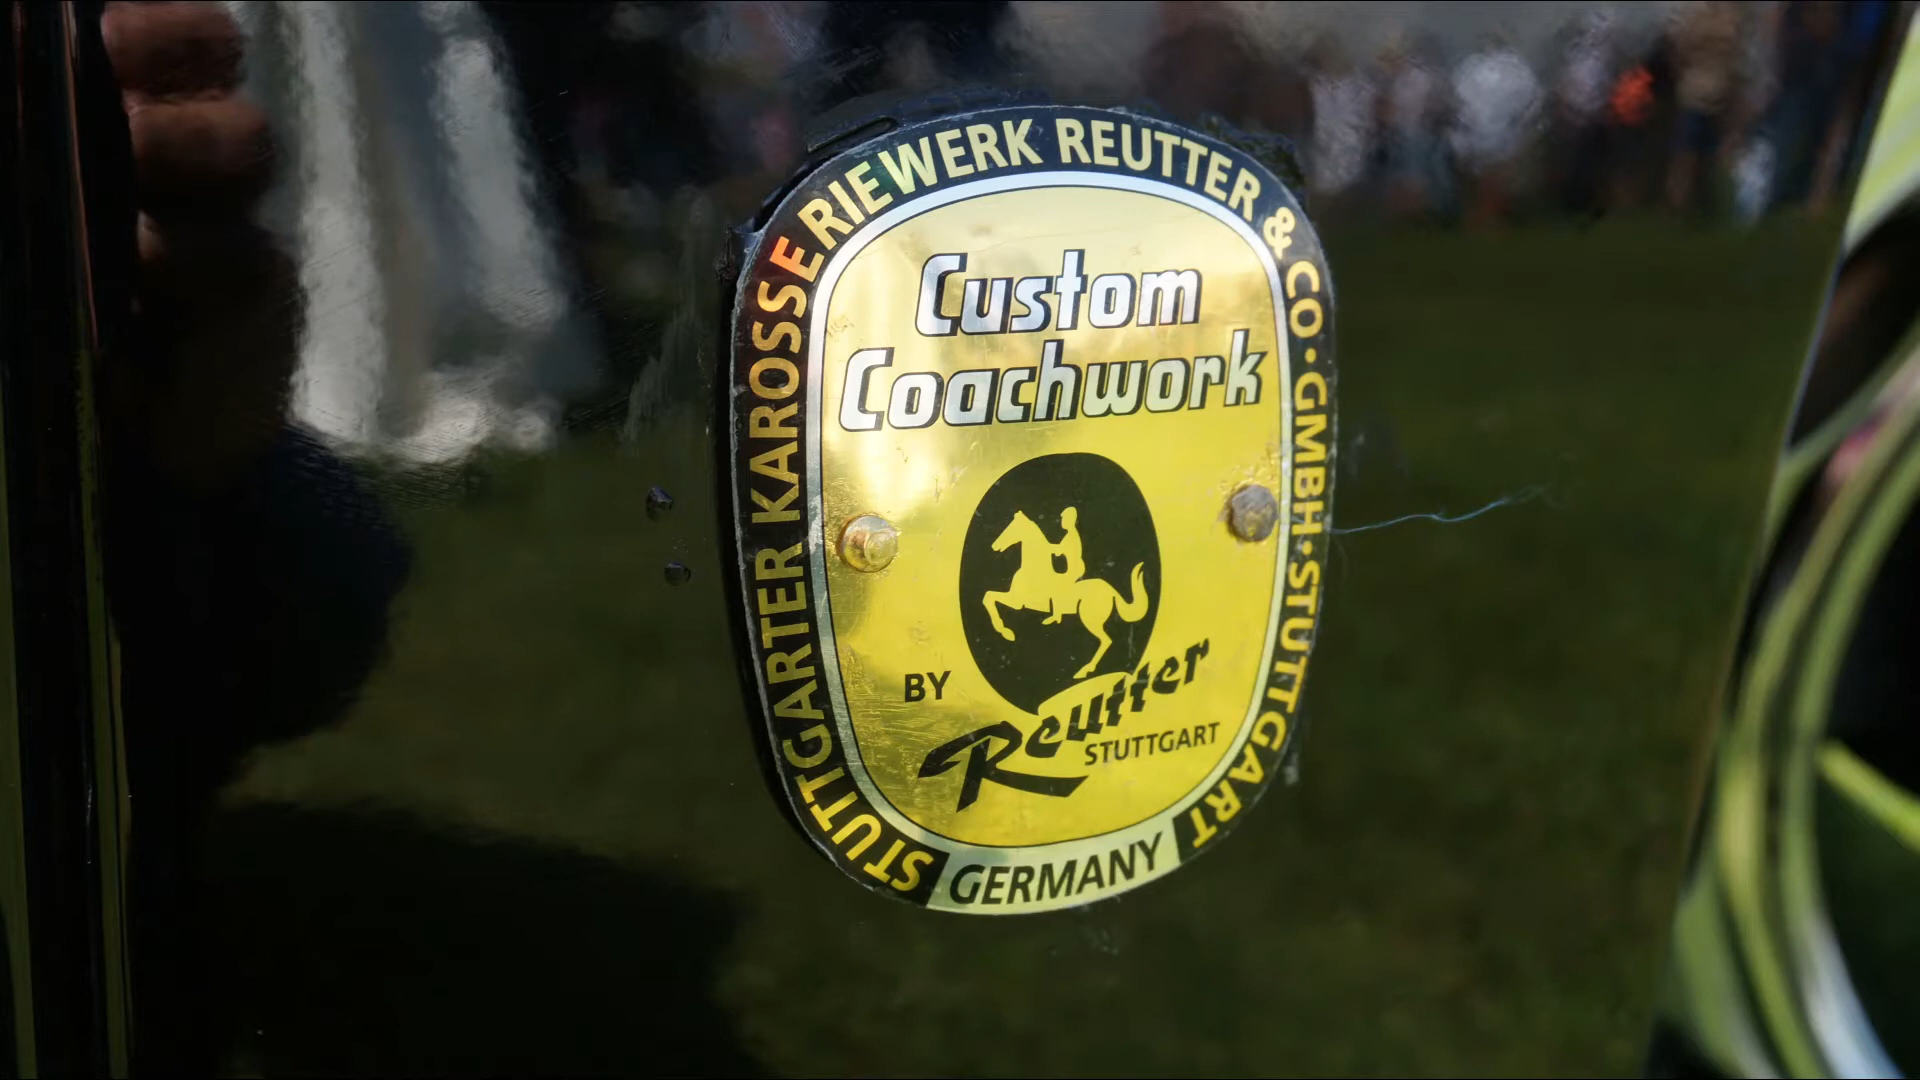 STUTTGARTER KAROSSERIEWERK REUTTER & CO · GMBH · STUTTGART
Custom
Coachwork
BY
Reutter
STUTTGART
GERMANY